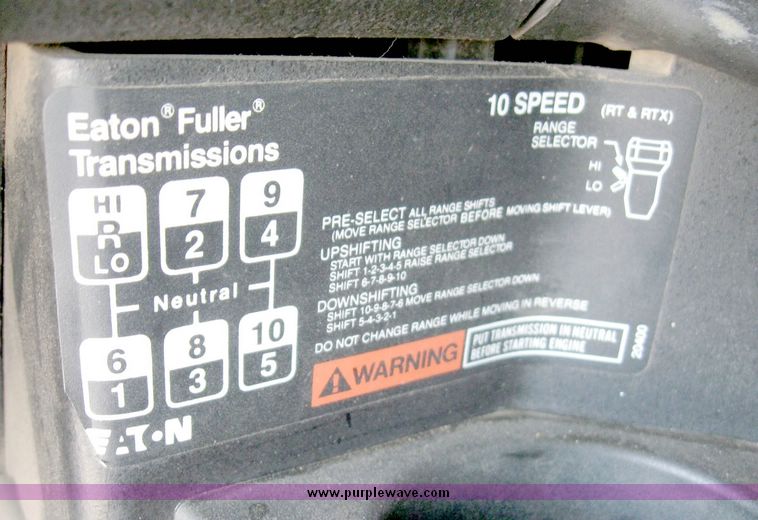 Eaton® Fuller®
Transmissions
10 SPEED (RT & RTX)
RANGE
SELECTOR
HI
LO
HI
R
LO
7
2
9
4
Neutral
6
1
8
3
10
5
PRE-SELECT ALL RANGE SHIFTS
(MOVE RANGE SELECTOR BEFORE MOVING SHIFT LEVER)
UPSHIFTING
START WITH RANGE SELECTOR DOWN
SHIFT 1-2-3-4-5 RAISE RANGE SELECTOR
SHIFT 6-7-8-9-10
DOWNSHIFTING
SHIFT 10-9-8-7-6 MOVE RANGE SELECTOR DOWN
SHIFT 5-4-3-2-1
DO NOT CHANGE RANGE WHILE MOVING IN REVERSE
WARNING
PUT TRANSMISSION IN NEUTRAL
BEFORE STARTING ENGINE
20400
EATON
www.purplewave.com